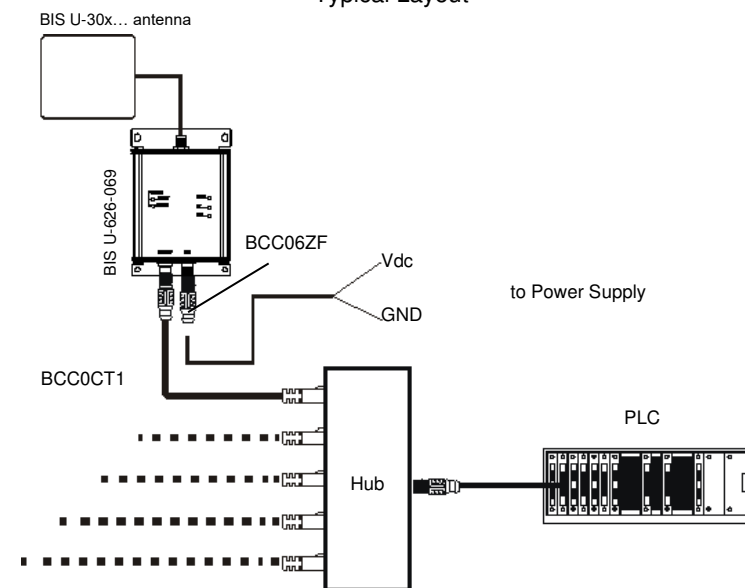 Typical Layout
BIS U-30x… antenna
BIS U-626-069
BCC06ZF
Vdc
to Power Supply
GND
BCC0CT1
PLC
Hub